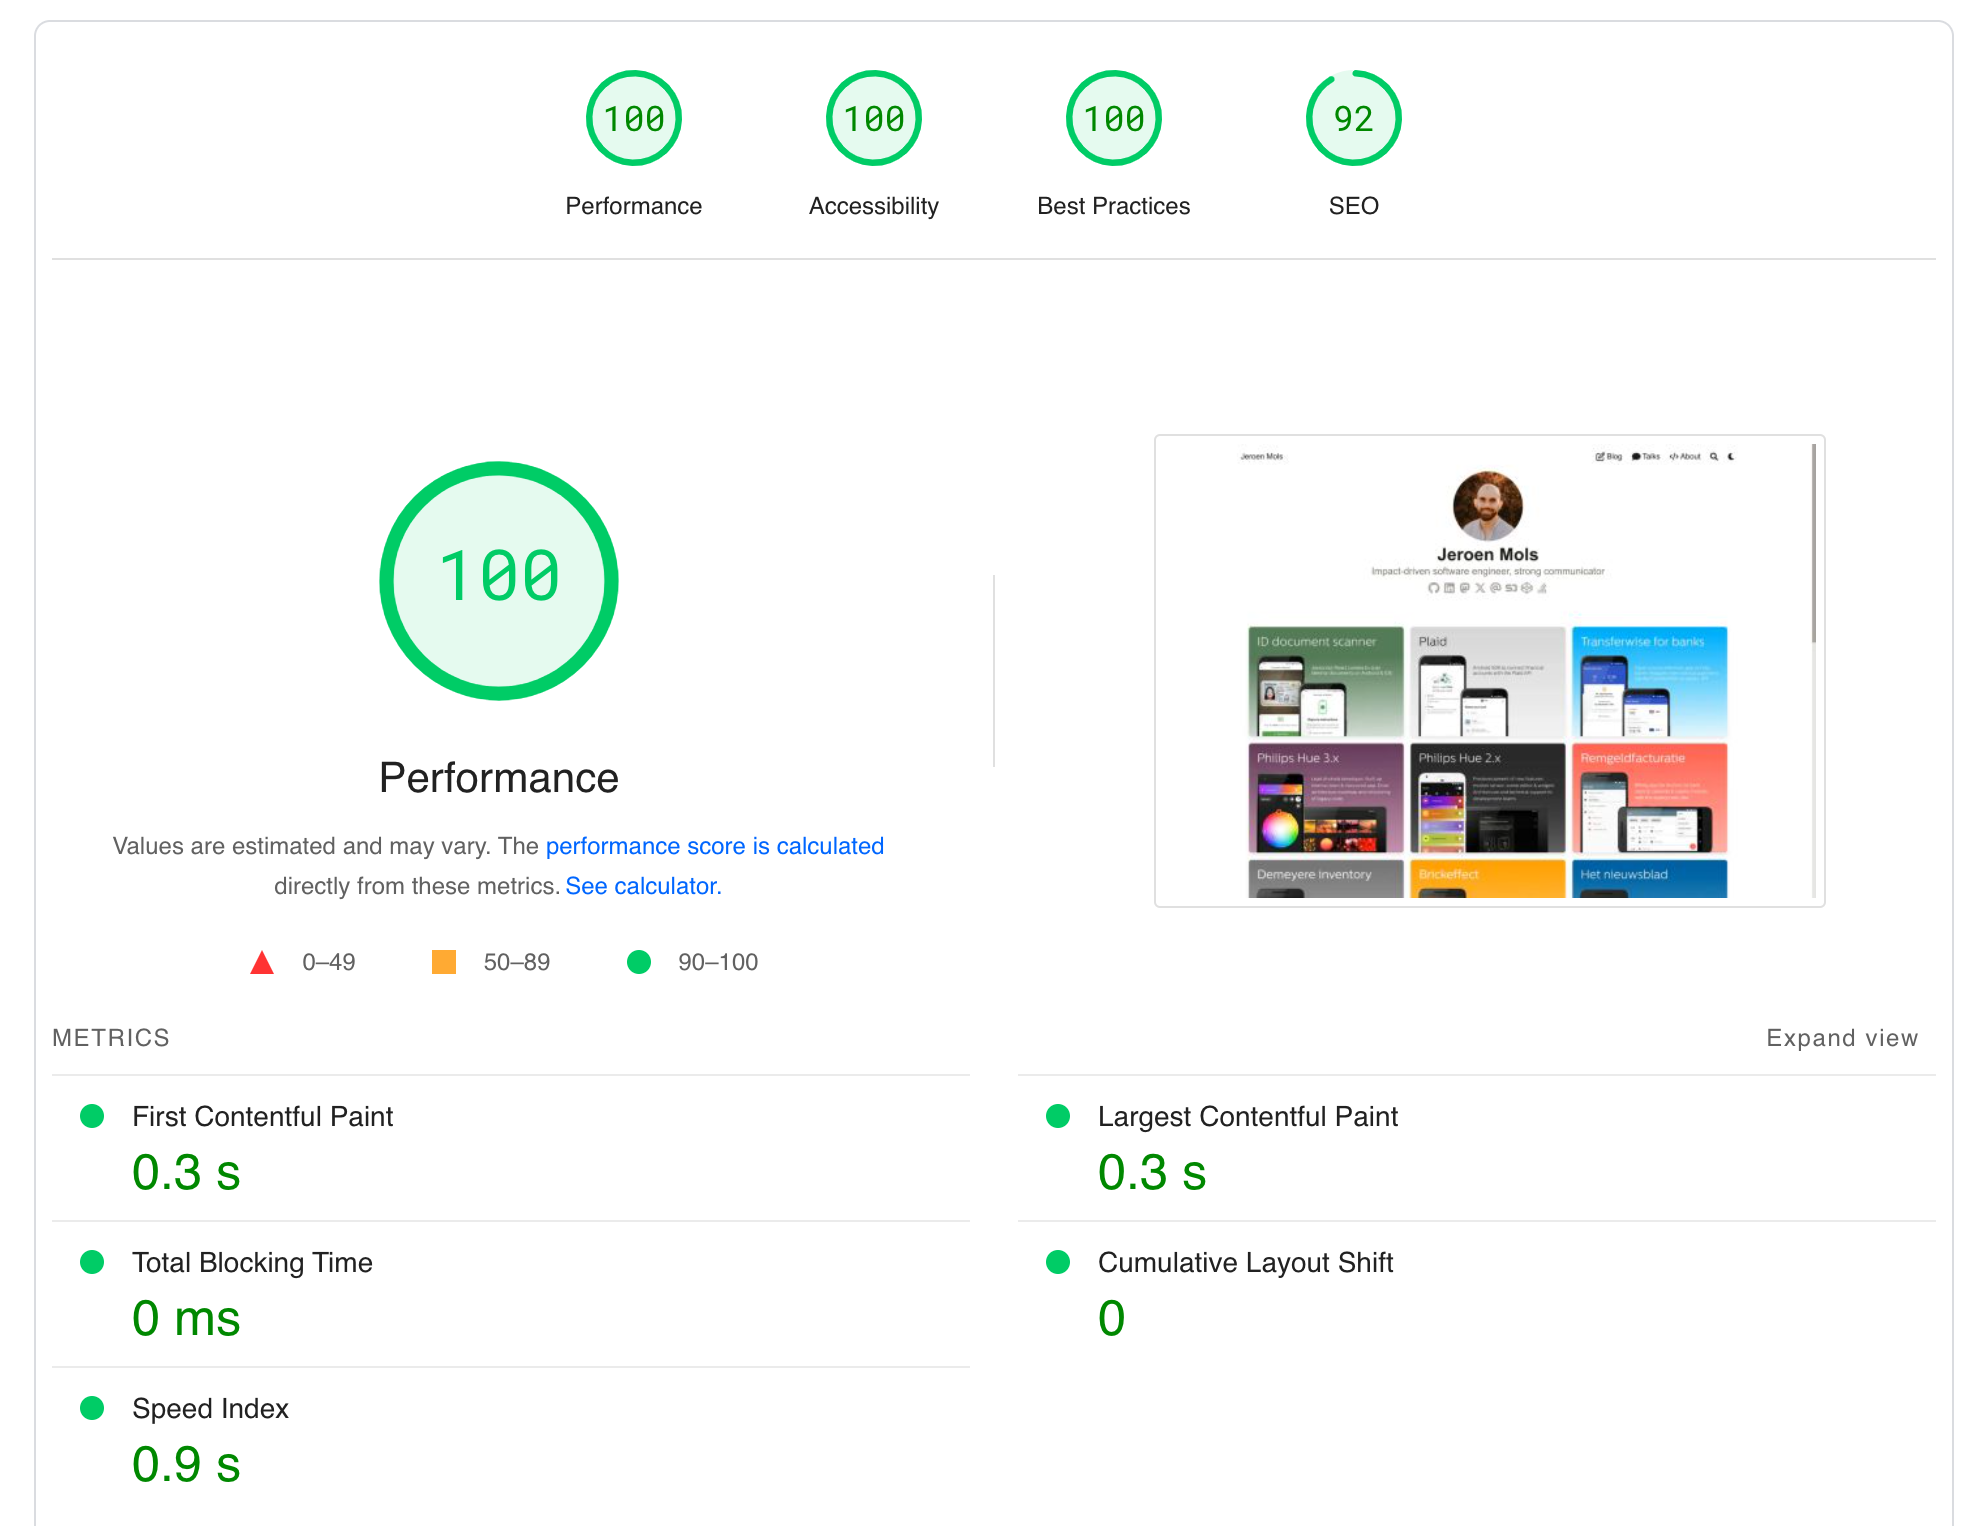 100
100
100
92
Performance
Accessibility
Best Practices
SEO
100
Performance
Values are estimated and may vary. The performance score is calculated
directly from these metrics. See calculator.
0–49
50–89
90–100
Jeroen Mols
Blog
Talks
</> About
Jeroen Mols
Impact-driven software engineer, strong communicator
ID document scanner
Plaid
Transferwise for banks
Philips Hue 3.x
Philips Hue 2.x
Remgeldfacturatie
Demeyere inventory
Brickeffect
Het nieuwsblad
METRICS
Expand view
First Contentful Paint
0.3 s
Largest Contentful Paint
0.3 s
Total Blocking Time
0 ms
Cumulative Layout Shift
0
Speed Index
0.9 s